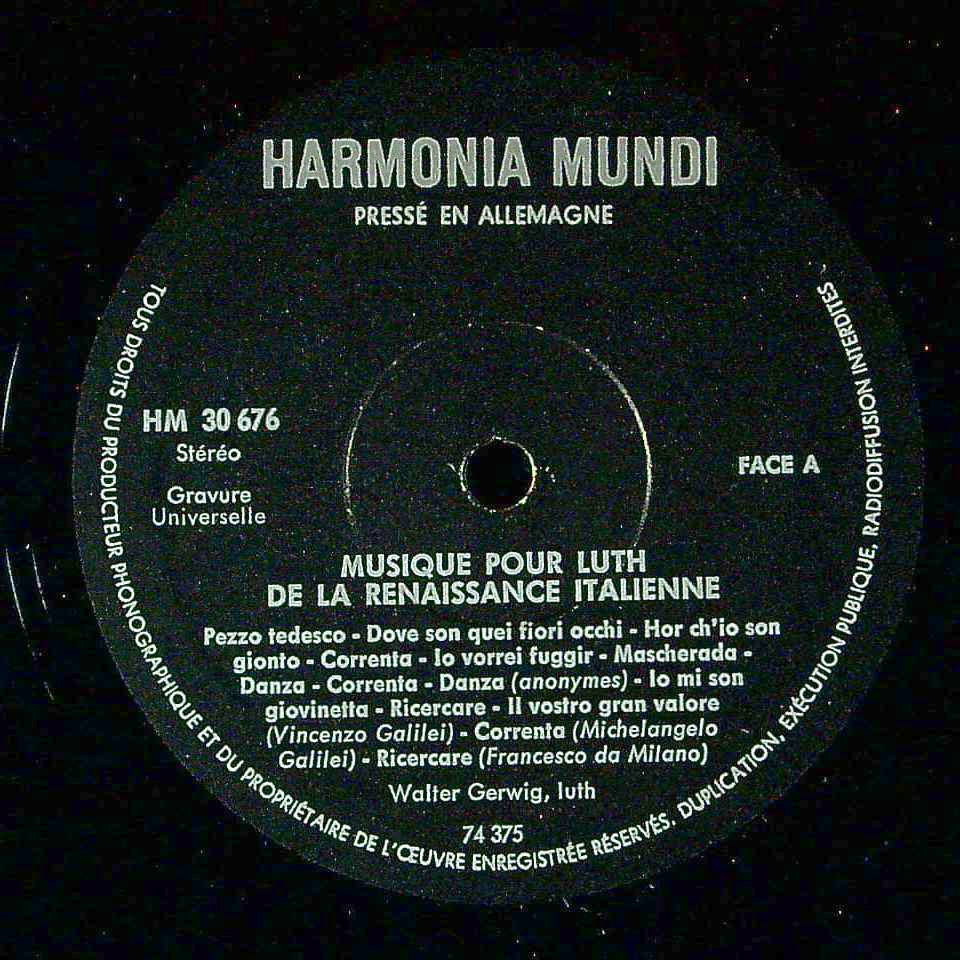 HARMONIA MUNDI
PRESSÉ EN ALLEMAGNE
HM 30 676
Stéréo
Gravure
Universelle
FACE A
MUSIQUE POUR LUTH
DE LA RENAISSANCE ITALIENNE
Pezzo tedesco - Dove son quei fiori occhi - Hor ch'io son
gionto - Correnta - Io vorrei fuggir - Mascherada -
Danza - Correnta - Danza (anonymes) - Io mi son
giovinetta - Ricercare - Il vostro gran valore
(Vincenzo Galilei) - Correnta (Michelangelo
Galilei) - Ricercare (Francesco da Milano)
Walter Gerwig, luth
74 375
TOUS DROITS DU PRODUCTEUR PHONOGRAPHIQUE ET DU PROPRIÉTAIRE DE L'ŒUVRE ENREGISTRÉE RÉSERVÉS. DUPLICATION, EXÉCUTION PUBLIQUE, RADIODIFFUSION INTERDITES